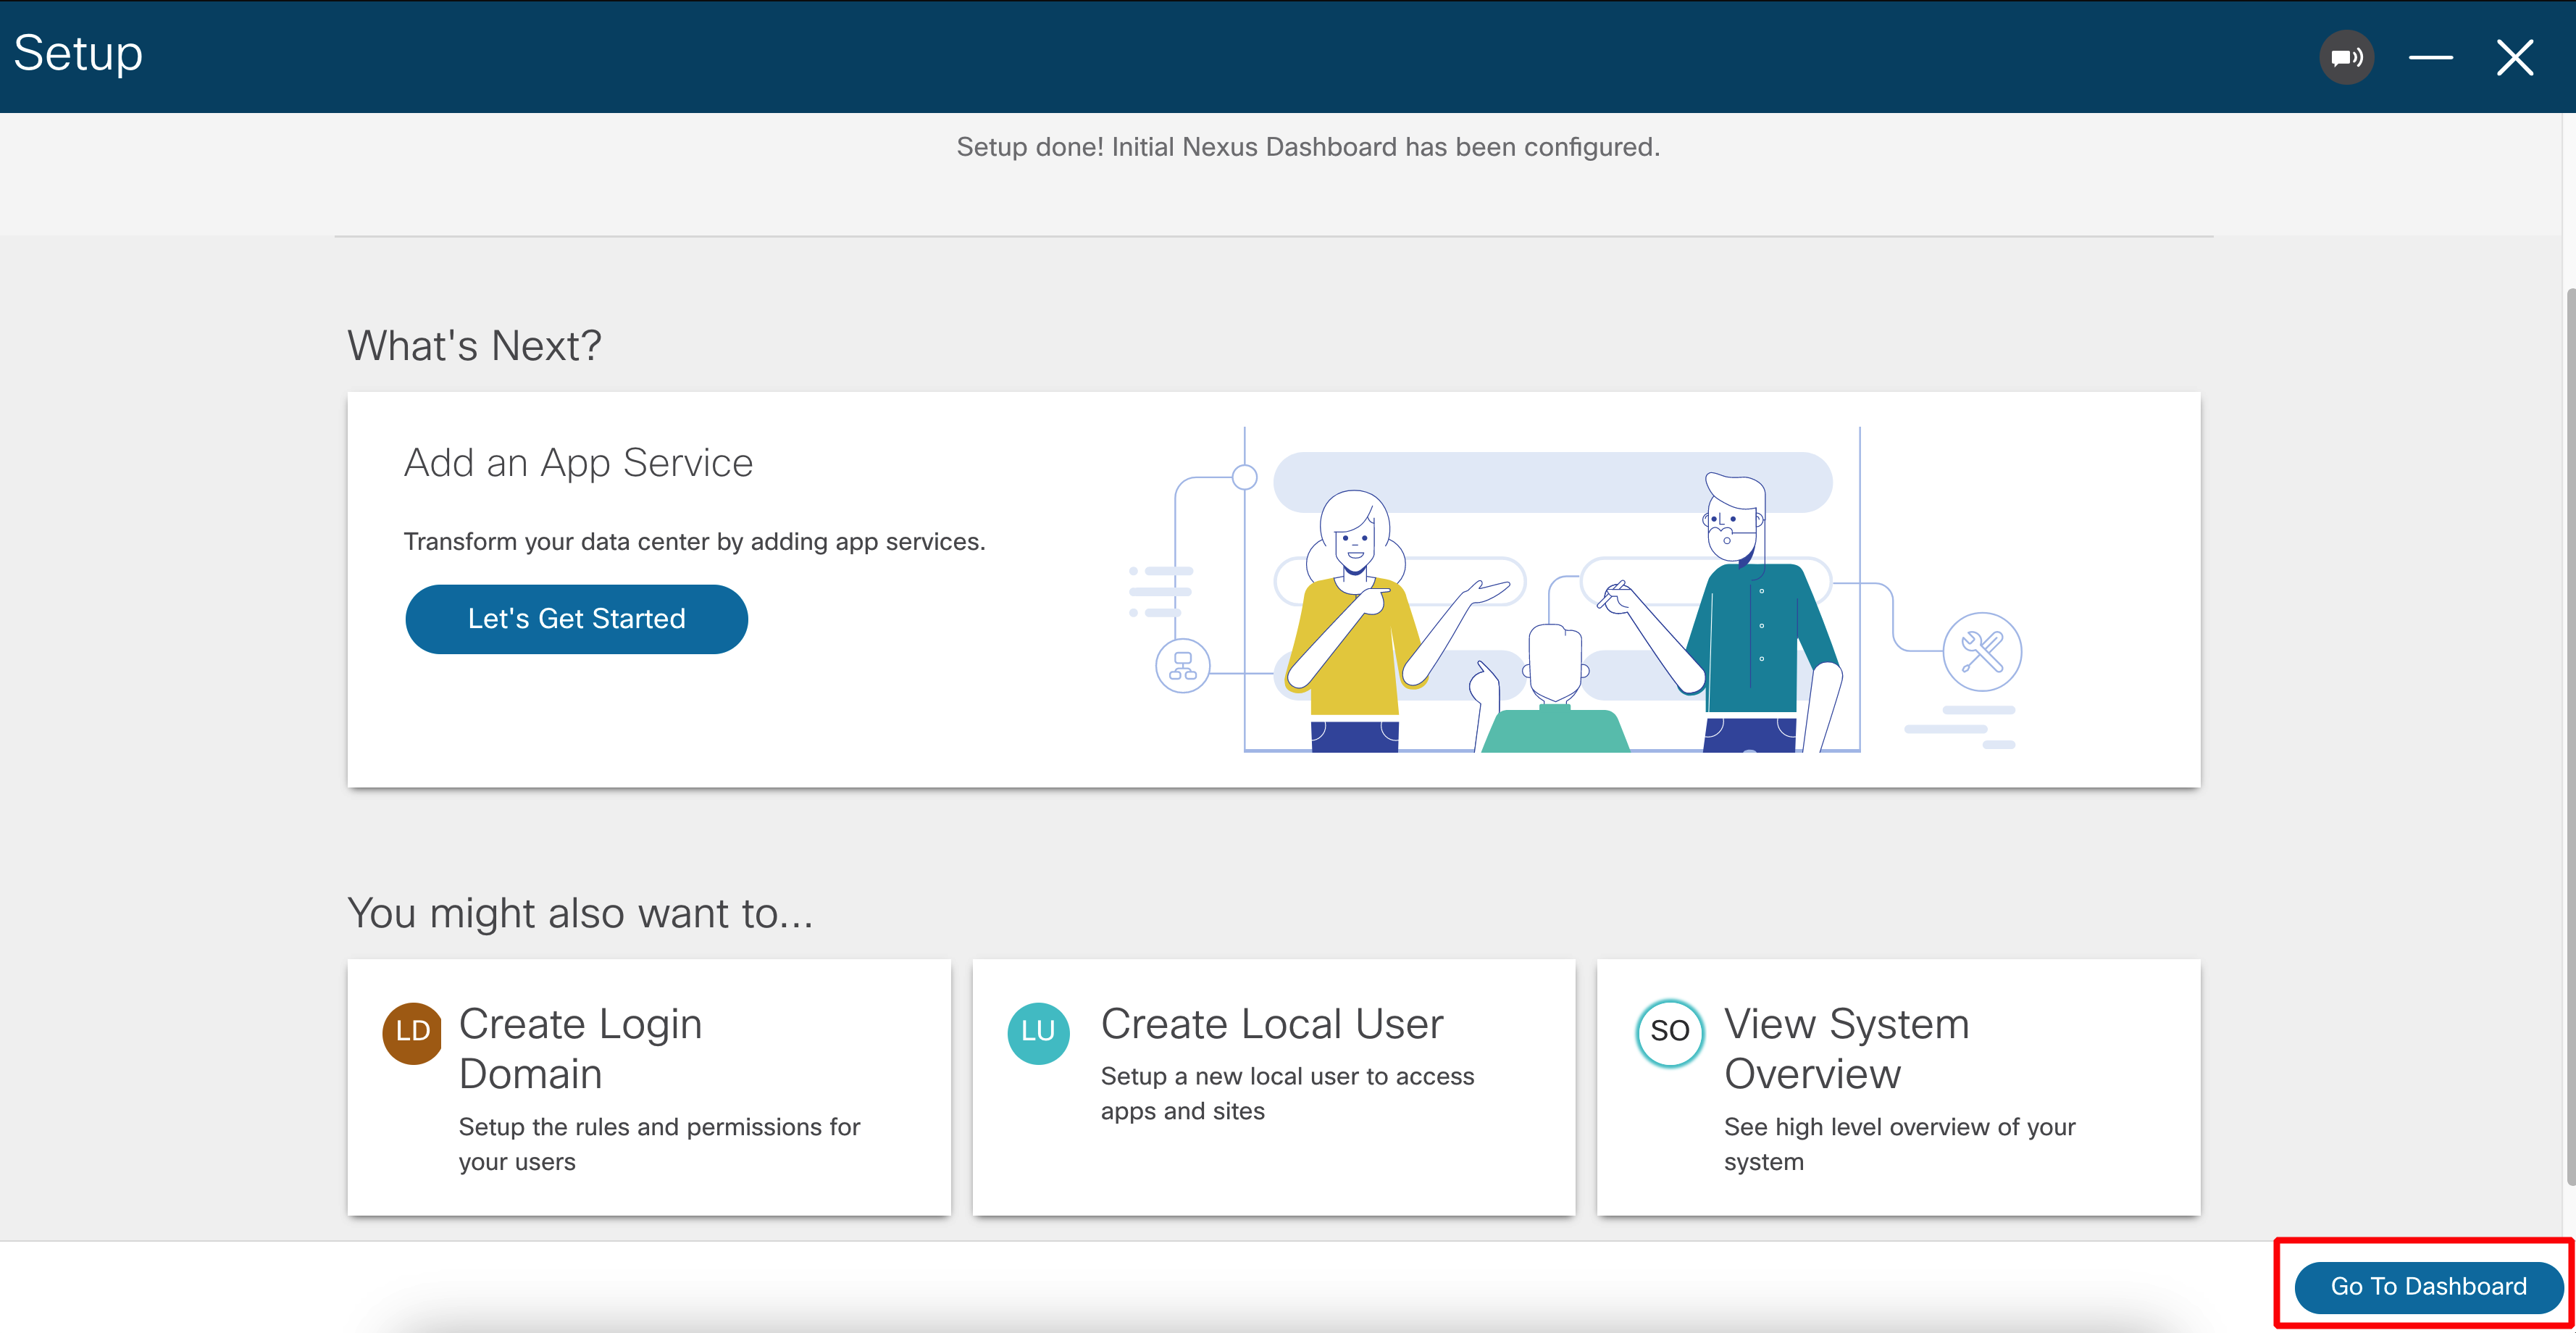 Setup
Setup done! Initial Nexus Dashboard has been configured.
What's Next?
Add an App Service
Transform your data center by adding app services.
Let's Get Started
You might also want to...
LD
Create Login
Domain
Setup the rules and permissions for
your users
LU
Create Local User
Setup a new local user to access
apps and sites
SO
View System
Overview
See high level overview of your
system
Go To Dashboard